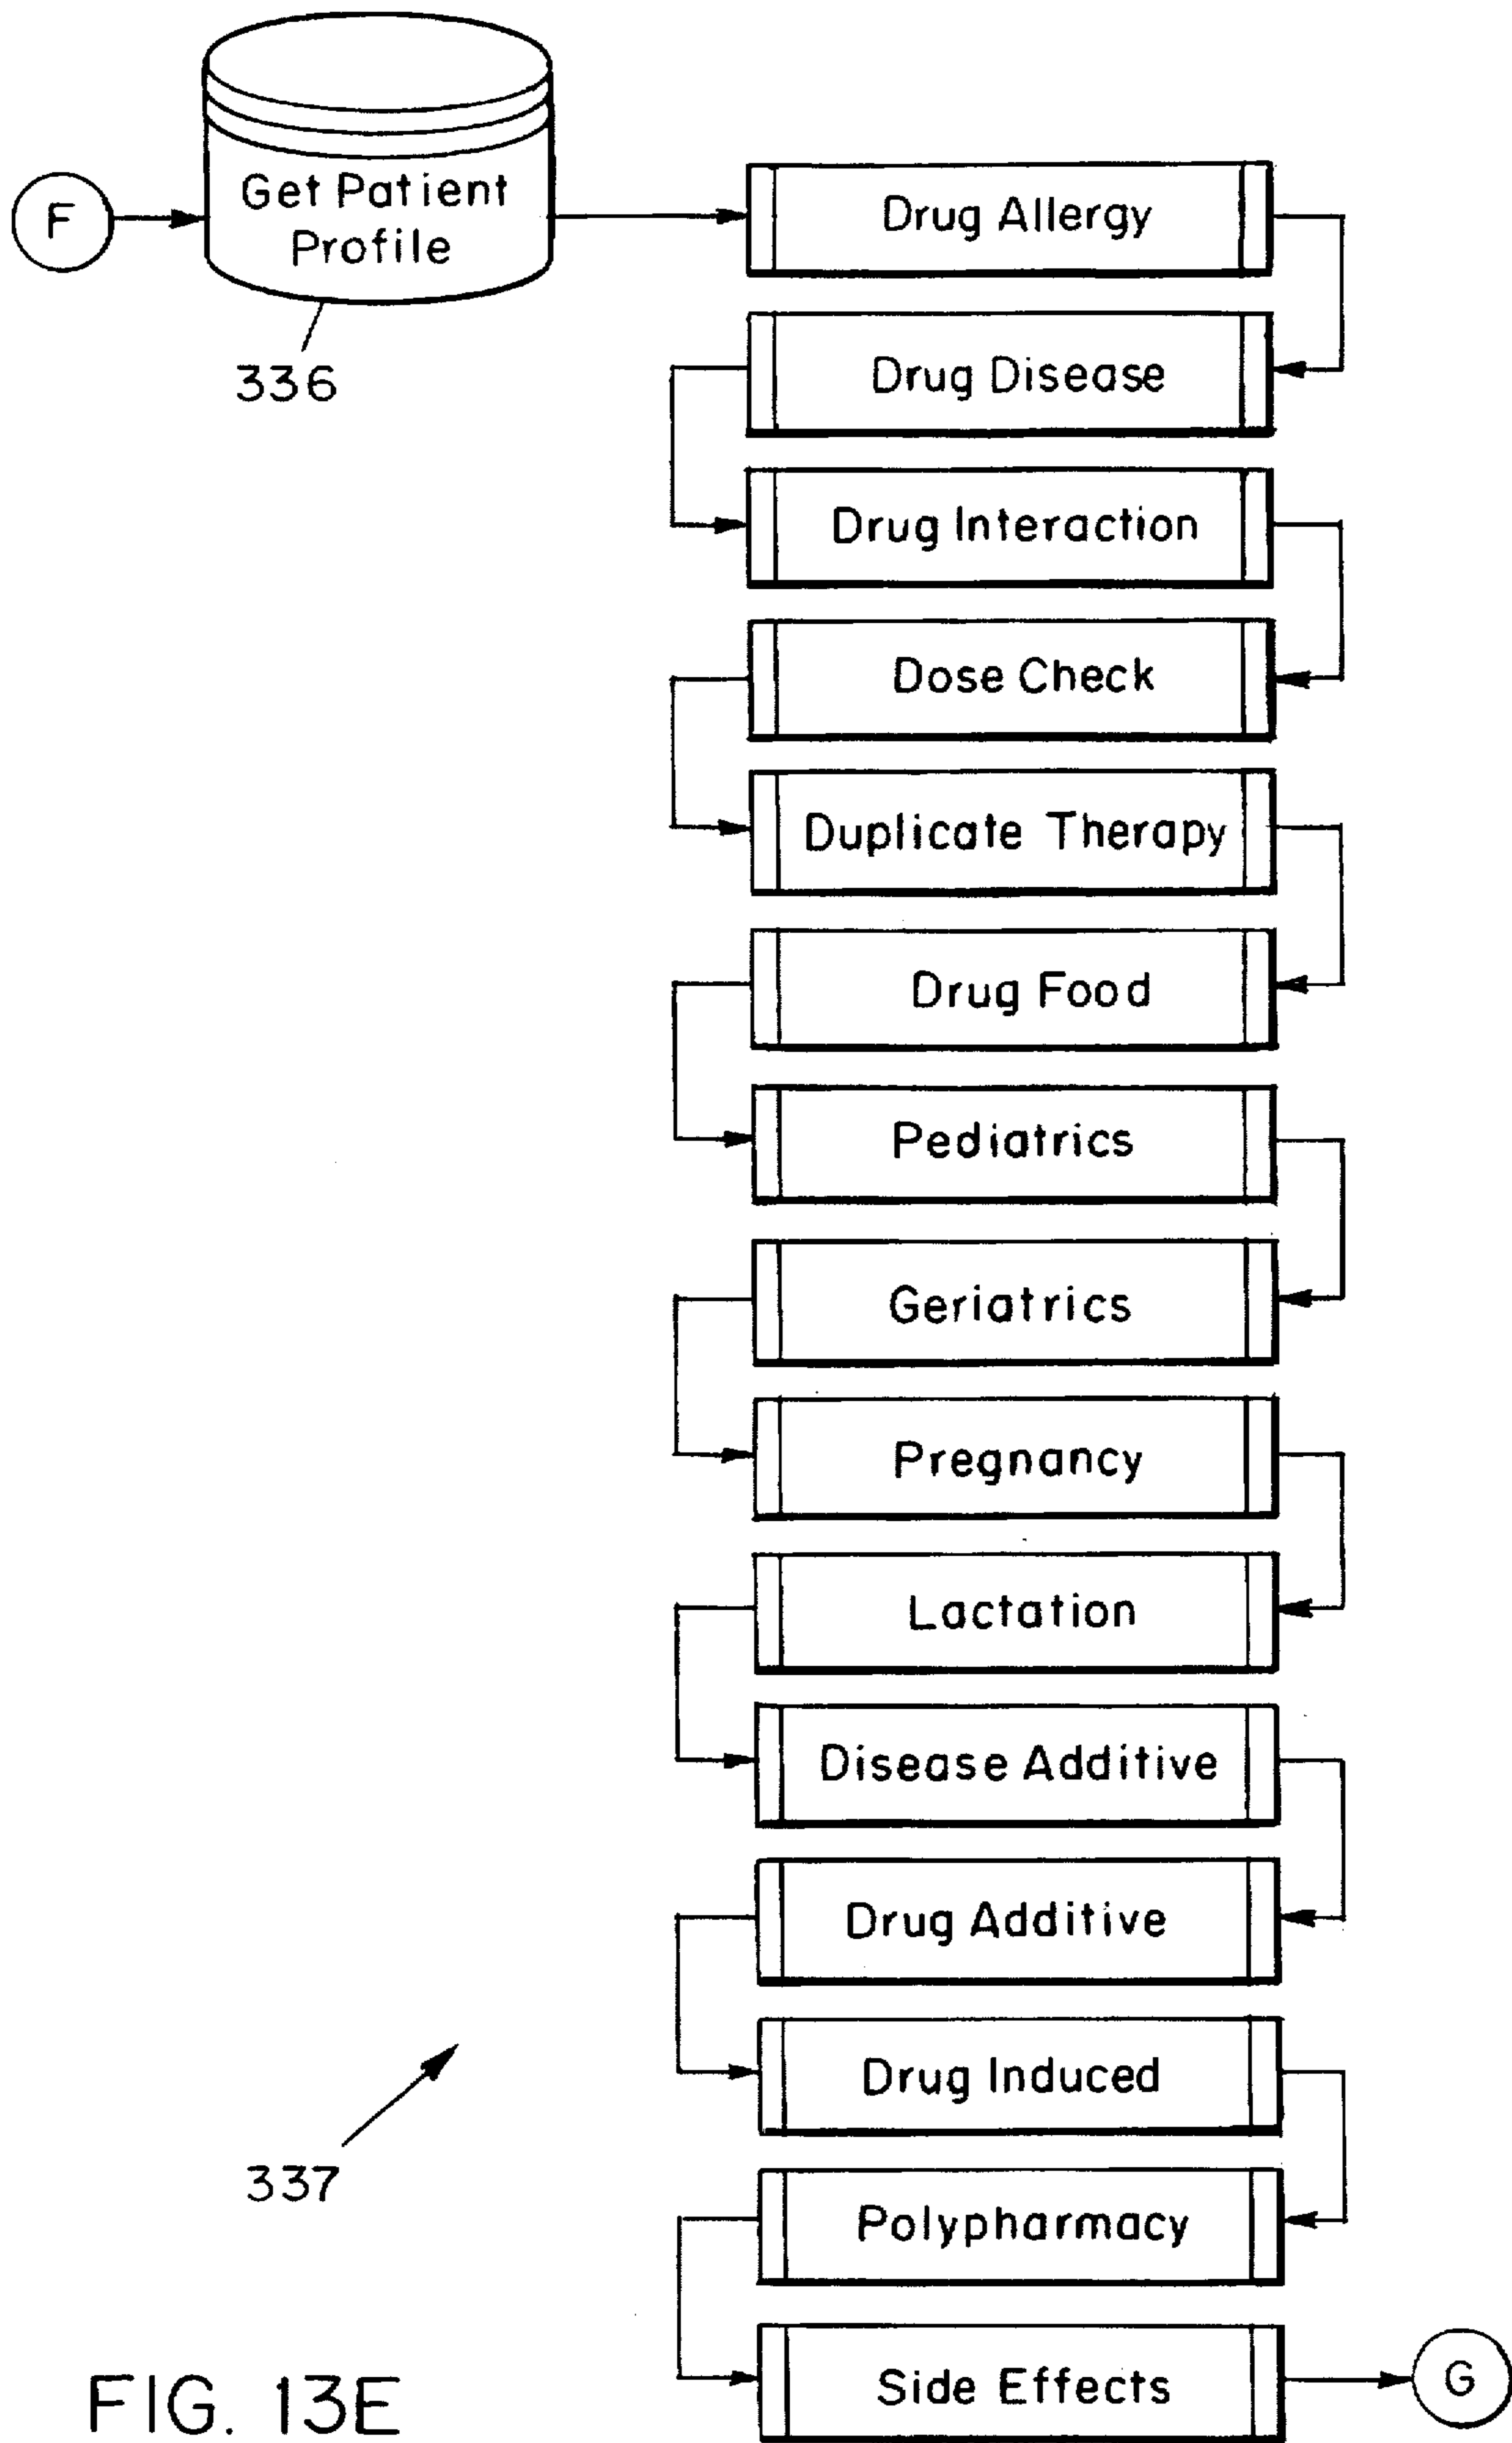 F
Get Patient
Profile
336
Drug Allergy
Drug Disease
Drug Interaction
Dose Check
Duplicate Therapy
Drug Food
Pediatrics
Geriatrics
Pregnancy
Lactation
Disease Additive
Drug Additive
Drug Induced
337
Polypharmacy
Side Effects
G
FIG. 13E